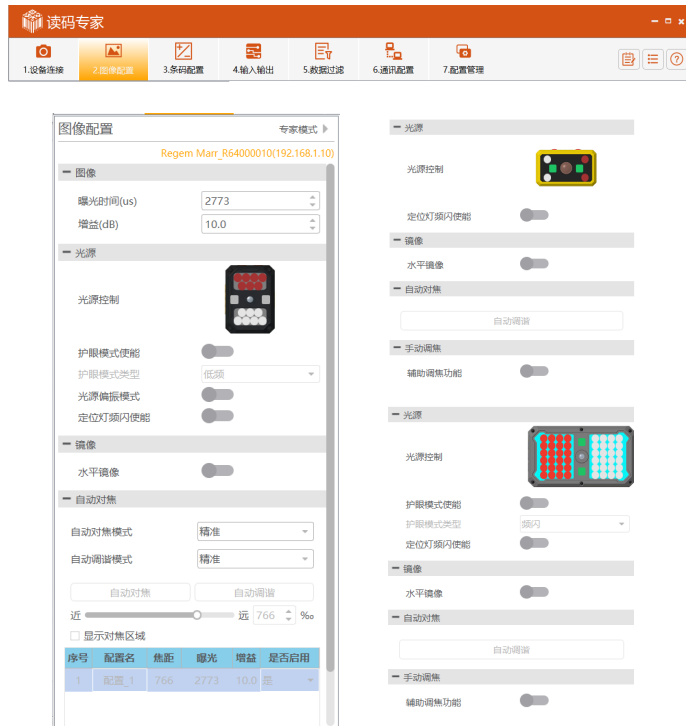 读码专家
1.设备连接 2.图像配置 3.条码配置 4.输入输出 5.数据过滤 6.通讯配置 7.配置管理
图像配置 专家模式
Regem Marr_R64000010(192.168.1.10)
图像
曝光时间(us) 2773
增益(dB) 10.0
光源
光源控制
护眼模式使能
护眼模式类型 低频
光源偏振模式
定位灯频闪使能
镜像
水平镜像
自动对焦
自动对焦模式 精准
自动调谐模式 精准
自动对焦 自动调谐
近 远 766 ‰
显示对焦区域
序号 配置名 焦距 曝光 增益 是否启用
1 配置_1 766 2773 10.0 是
光源
光源控制
定位灯频闪使能
镜像
水平镜像
自动对焦
自动调谐
手动调焦
辅助调焦功能
光源
光源控制
护眼模式使能
护眼模式类型 频闪
定位灯频闪使能
镜像
水平镜像
自动对焦
自动调谐
手动调焦
辅助调焦功能